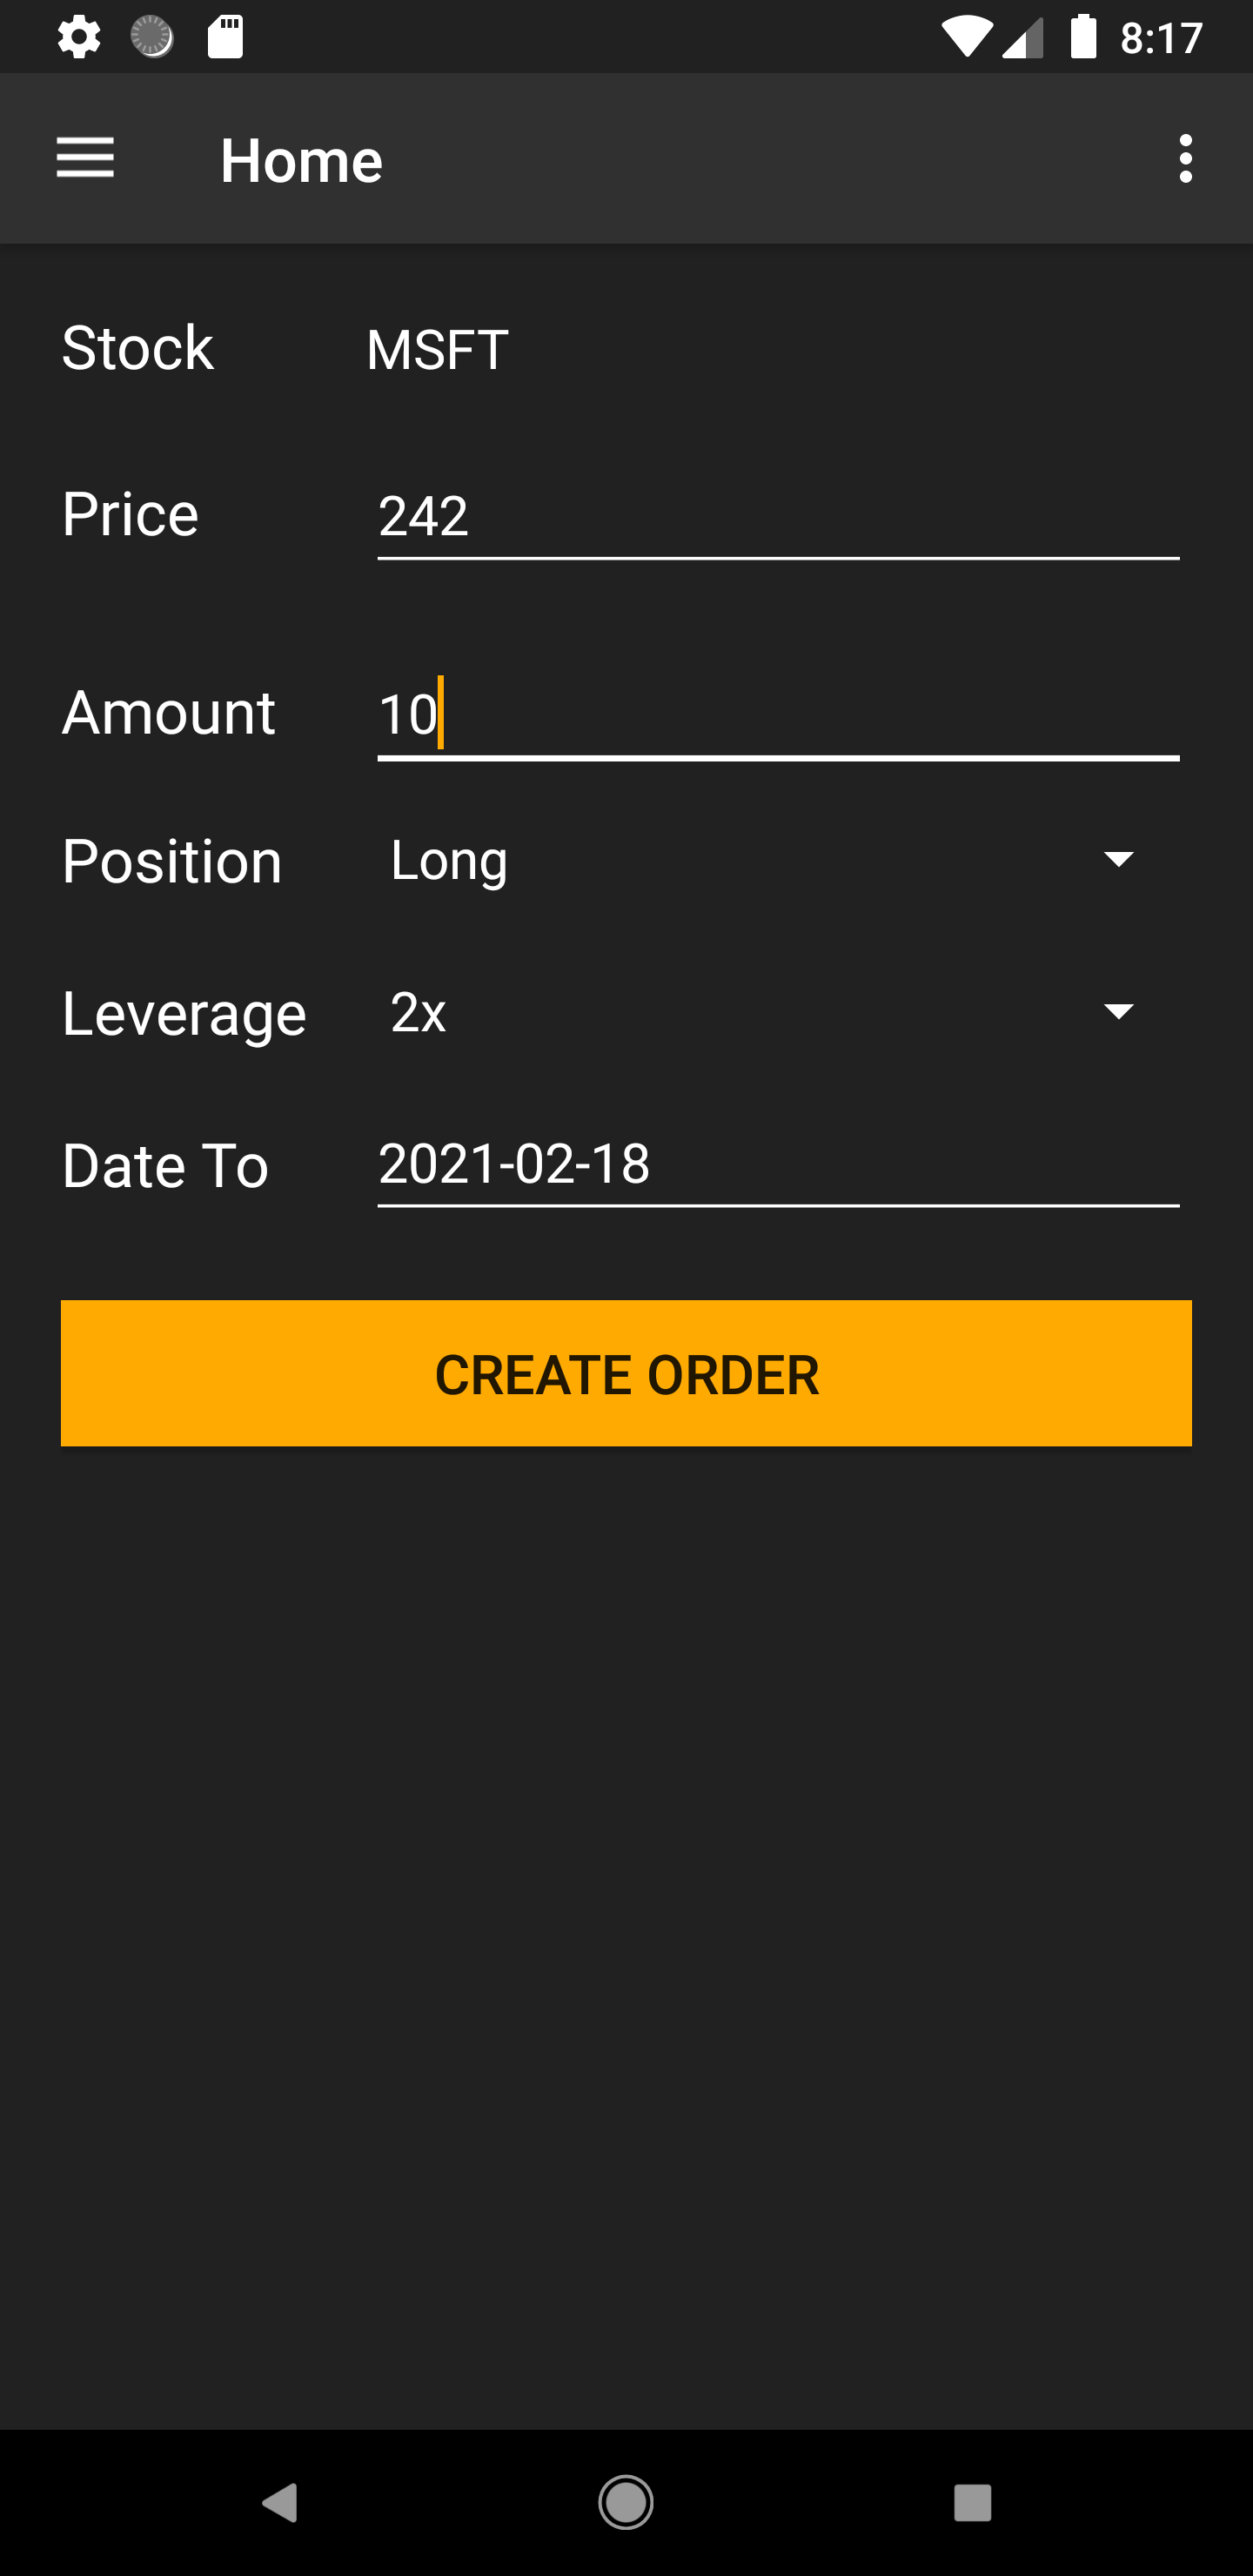 8:17
Home
Stock MSFT
Price 242
Amount 10
Position Long
Leverage 2x
Date To 2021-02-18
CREATE ORDER